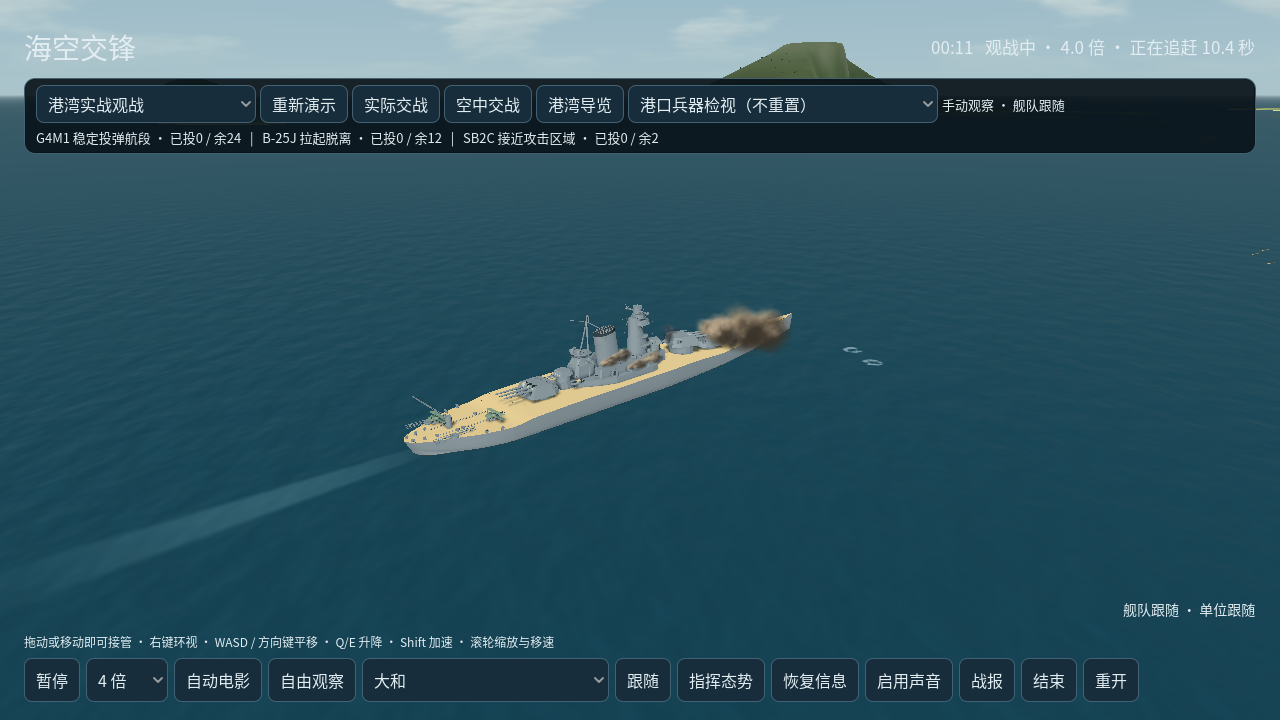 海空交锋
00:11 观战中 · 4.0 倍 · 正在追赶 10.4 秒
港湾实战观战 重新演示 实际交战 空中交战 港湾导览 港口兵器检视（不重置） 手动观察 · 舰队跟随
G4M1 稳定投弹航段 · 已投0 / 余24 | B-25J 拉起脱离 · 已投0 / 余12 | SB2C 接近攻击区域 · 已投0 / 余2
舰队跟随 · 单位跟随
拖动或移动即可接管 · 右键环视 · WASD / 方向键平移 · Q/E 升降 · Shift 加速 · 滚轮缩放与移速
暂停 4 倍 自动电影 自由观察 大和 跟随 指挥态势 恢复信息 启用声音 战报 结束 重开